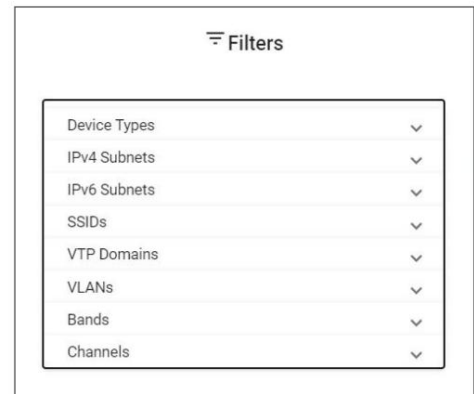 Filters
Device Types
IPv4 Subnets
IPv6 Subnets
SSIDs
VTP Domains
VLANs
Bands
Channels